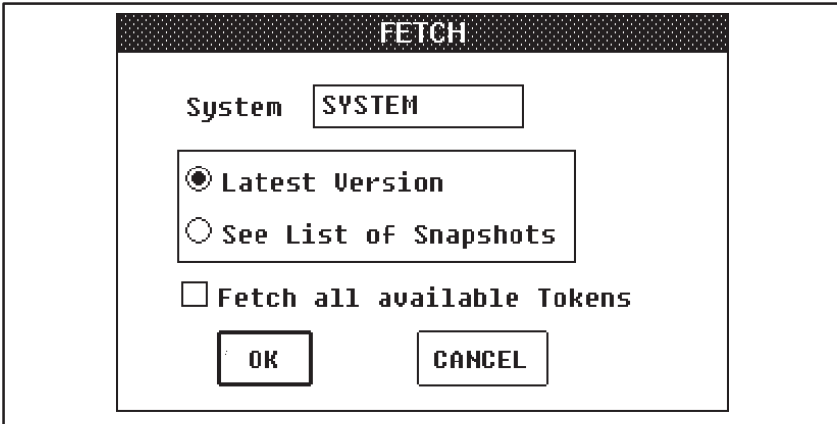 FETCH
System SYSTEM
Latest Version
See List of Snapshots
Fetch all available Tokens
OK CANCEL